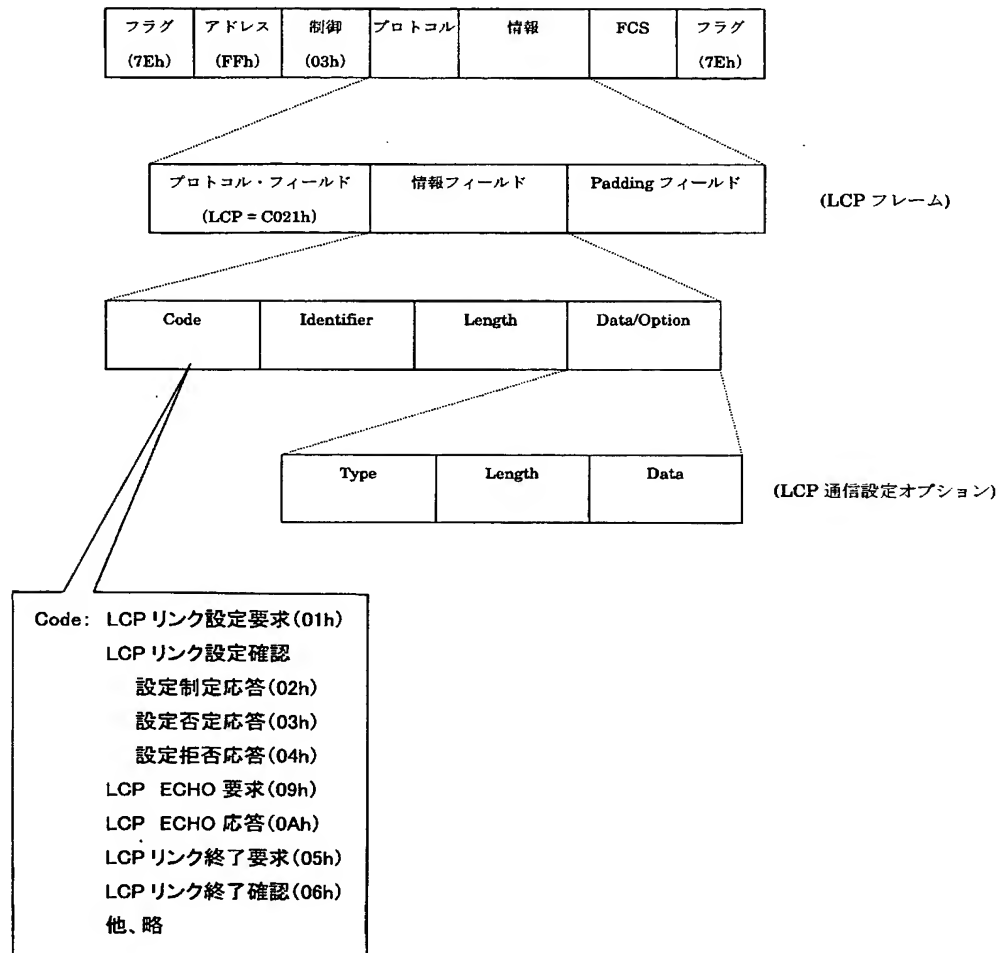 フラグ アドレス 制御 プロトコル 情報 FCS フラグ
(7Eh) (FFh) (03h) (7Eh)
プロトコル・フィールド 情報フィールド Padding フィールド
(LCP = C021h)
(LCP フレーム)
Code Identifier Length Data/Option
Type Length Data
(LCP 通信設定オプション)
Code: LCP リンク設定要求(01h)
LCP リンク設定確認
設定制定応答(02h)
設定否定応答(03h)
設定拒否応答(04h)
LCP ECHO 要求(09h)
LCP ECHO 応答(0Ah)
LCP リンク終了要求(05h)
LCP リンク終了確認(06h)
他、略